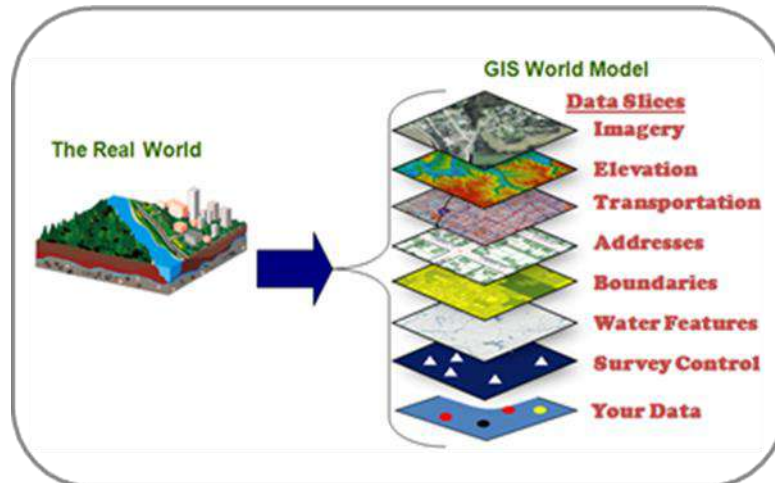 GIS World Model
Data Slices
Imagery
The Real World
Elevation
Transportation
Addresses
Boundaries
Water Features
Survey Control
Your Data